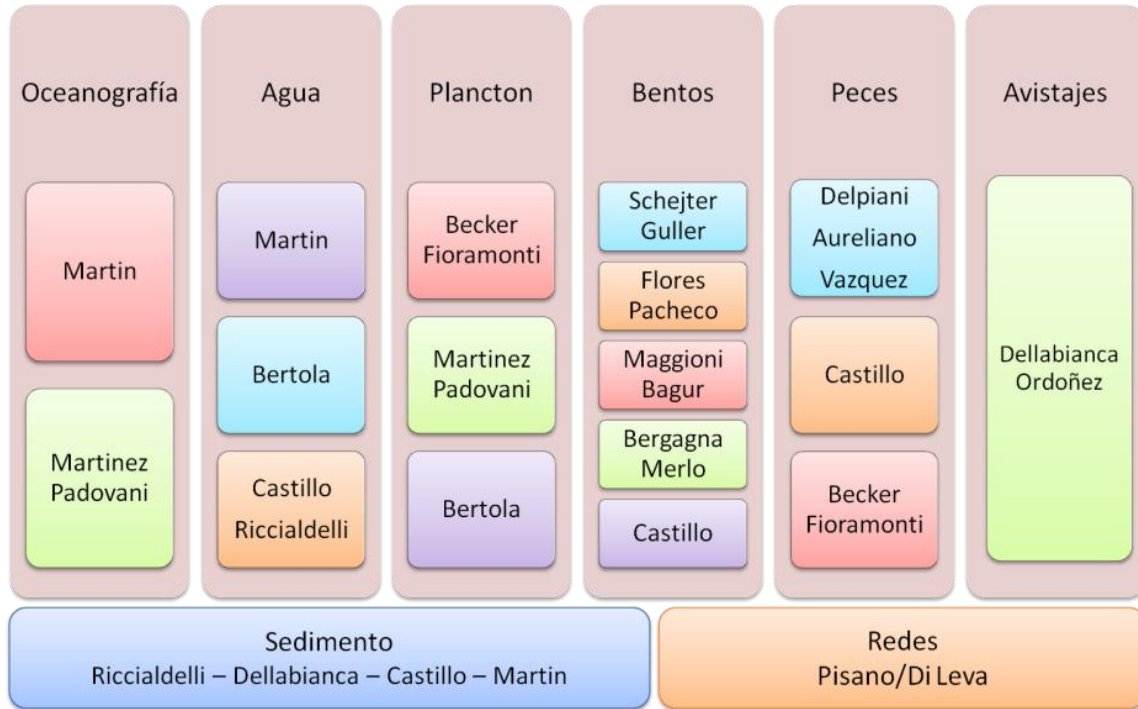 Oceanografía
Martin
Martinez
Padovani
Agua
Martin
Bertola
Castillo
Riccialdelli
Plancton
Becker
Fioramonti
Martinez
Padovani
Bertola
Bentos
Schejter
Guller
Flores
Pacheco
Maggioni
Bagur
Bergagna
Merlo
Castillo
Peces
Delpiani
Aureliano
Vazquez
Castillo
Becker
Fioramonti
Avistajes
Dellabianca
Ordoñez
Sedimento
Riccialdelli – Dellabianca – Castillo – Martin
Redes
Pisano/Di Leva